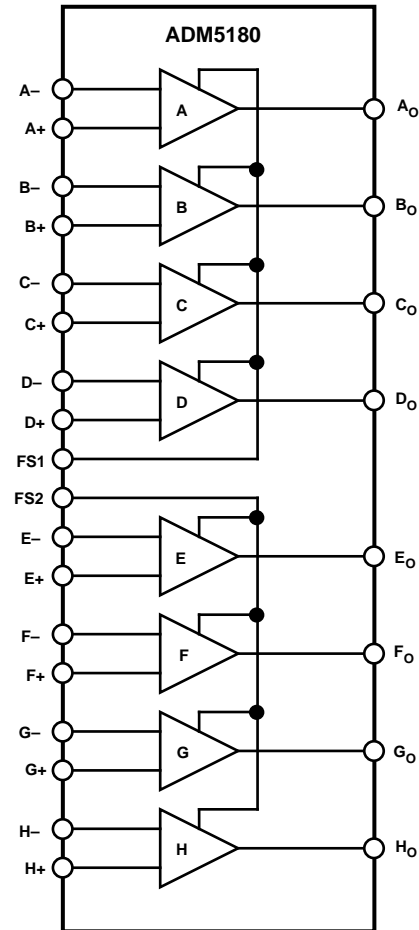 ADM5180
A–
A+
A
AO
B–
B+
B
BO
C–
C+
C
CO
D–
D+
D
DO
FS1
FS2
E–
E+
E
EO
F–
F+
F
FO
G–
G+
G
GO
H–
H+
H
HO